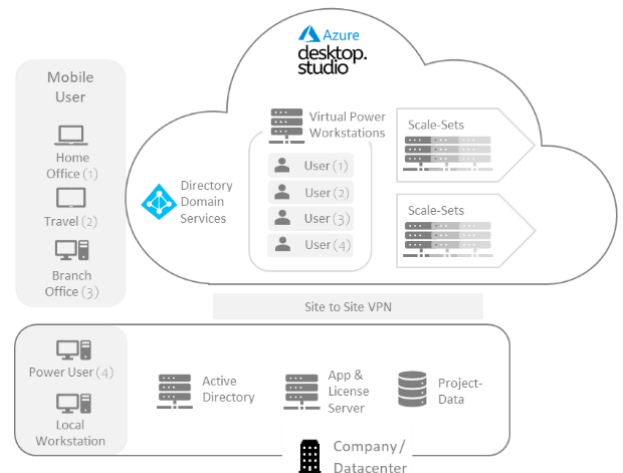 Azure
desktop.
studio
Mobile
User
Home
Office (1)
Travel (2)
Branch
Office (3)
Directory
Domain
Services
Virtual Power
Workstations
User (1)
User (2)
User (3)
User (4)
Scale-Sets
Scale-Sets
Site to Site VPN
Power User (4)
Local
Workstation
Active
Directory
App &
License
Server
Project-
Data
Company /
Datacenter